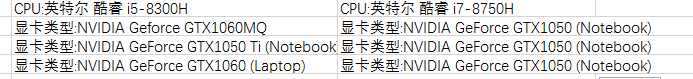 CPU:英特尔 酷睿 i5-8300H CPU:英特尔 酷睿 i7-8750H
显卡类型:NVIDIA Geforce GTX1060MQ 显卡类型:NVIDIA GeForce GTX1050 (Notebook)
显卡类型:NVIDIA GeForce GTX1050 Ti (Notebook 显卡类型:NVIDIA GeForce GTX1050 (Notebook)
显卡类型:NVIDIA GeForce GTX1060 (Laptop) 显卡类型:NVIDIA GeForce GTX1050 (Notebook)